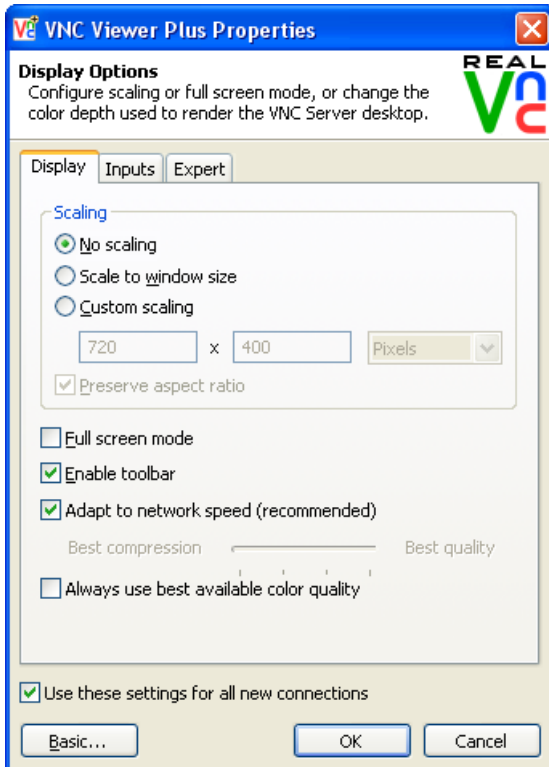 VNC Viewer Plus Properties
Display Options
Configure scaling or full screen mode, or change the
color depth used to render the VNC Server desktop.
REAL
VNC
Display Inputs Expert
Scaling
No scaling
Scale to window size
Custom scaling
720 x 400 Pixels
Preserve aspect ratio
Full screen mode
Enable toolbar
Adapt to network speed (recommended)
Best compression Best quality
Always use best available color quality
Use these settings for all new connections
Basic... OK Cancel